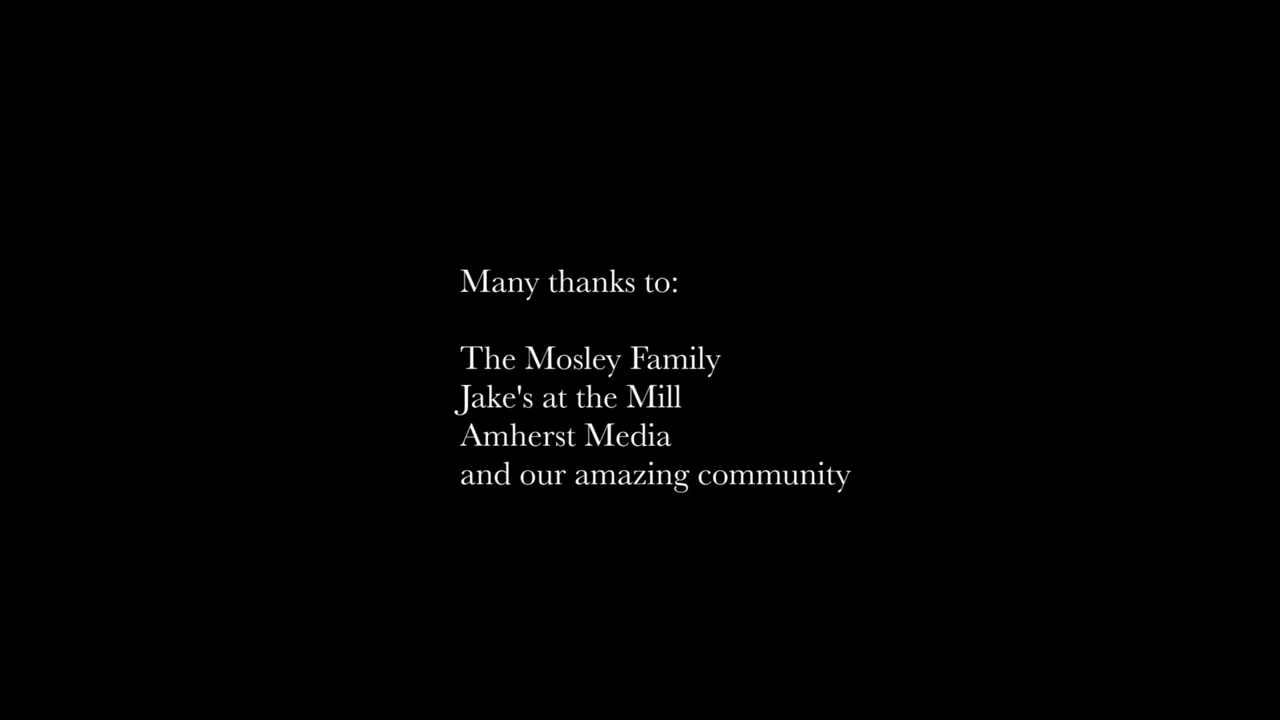 Many thanks to:
The Mosley Family
Jake's at the Mill
Amherst Media
and our amazing community